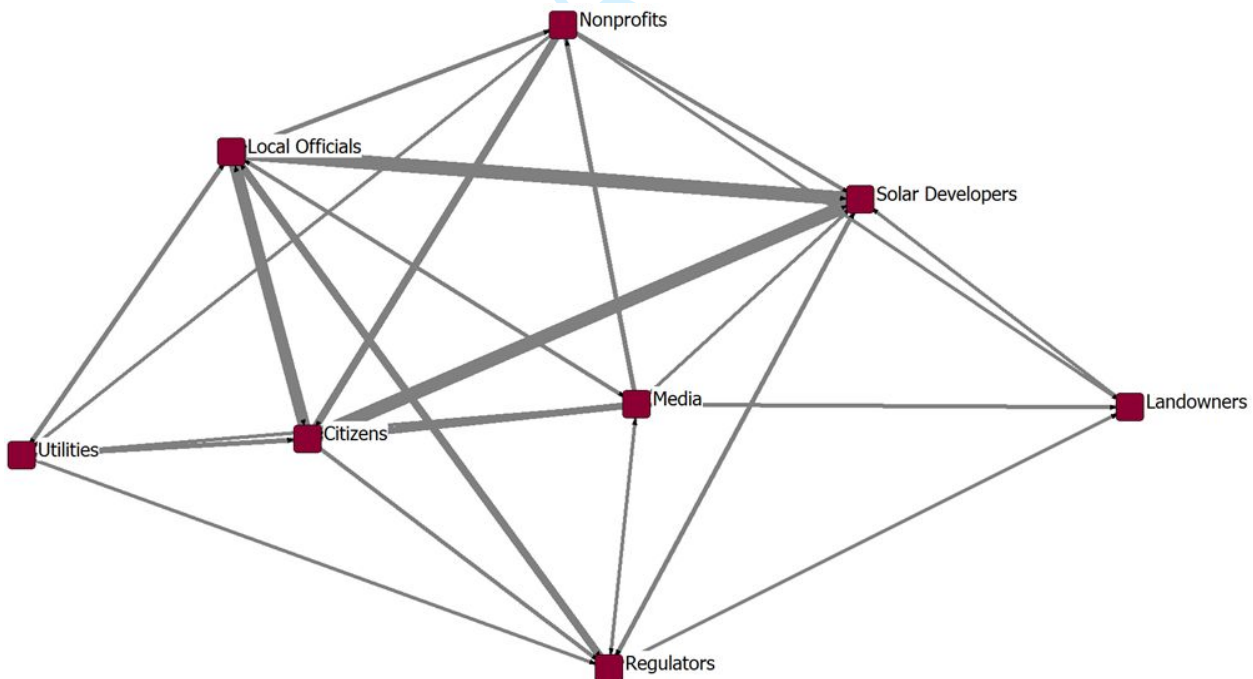 Nonprofits
Local Officials
Solar Developers
Media
Landowners
Citizens
Utilities
Regulators